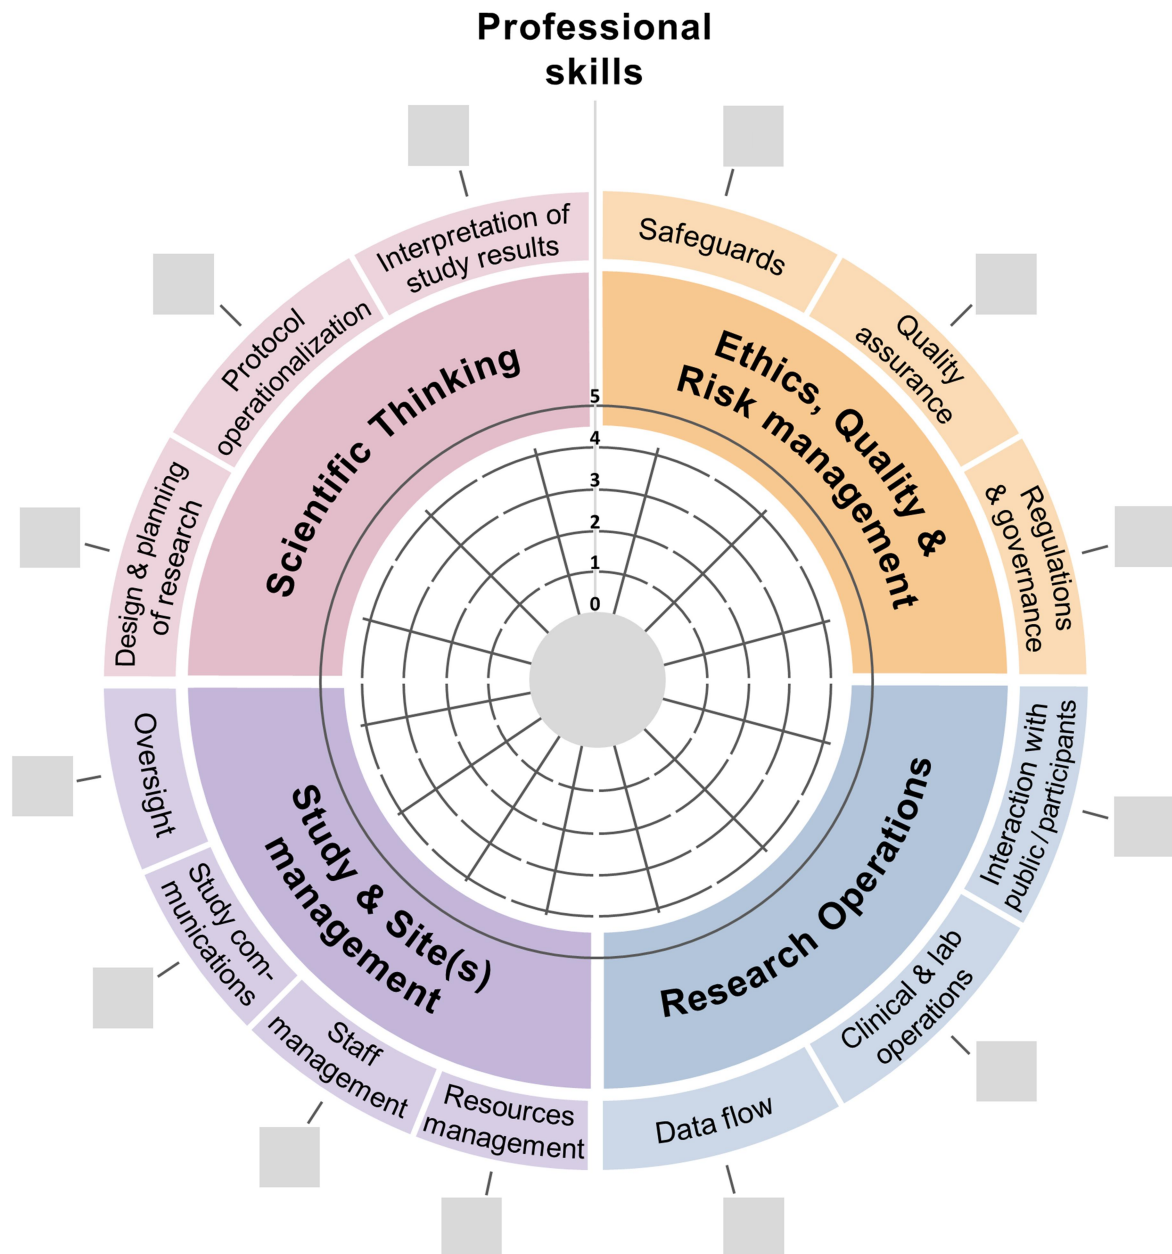 Professional
skills
Safeguards
Quality
assurance
Regulations
& governance
Ethics, Quality &
Risk management
Interaction with
public / participants
Clinical & lab
operations
Data flow
Research Operations
Resources
management
Staff
management
Study com-
munications
Oversight
Study & Site(s)
management
Design & planning
of research
Protocol
operationalization
Interpretation of
study results
Scientific Thinking
5
4
3
2
1
0